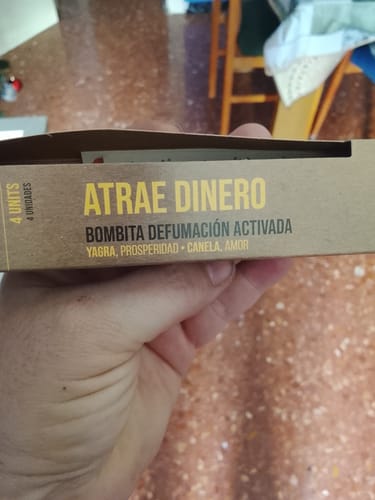 4 UNITS
4 UNIDADES
ATRAE DINERO
BOMBITA DEFUMACIÓN ACTIVADA
YAGRA, PROSPERIDAD • CANELA, AMOR